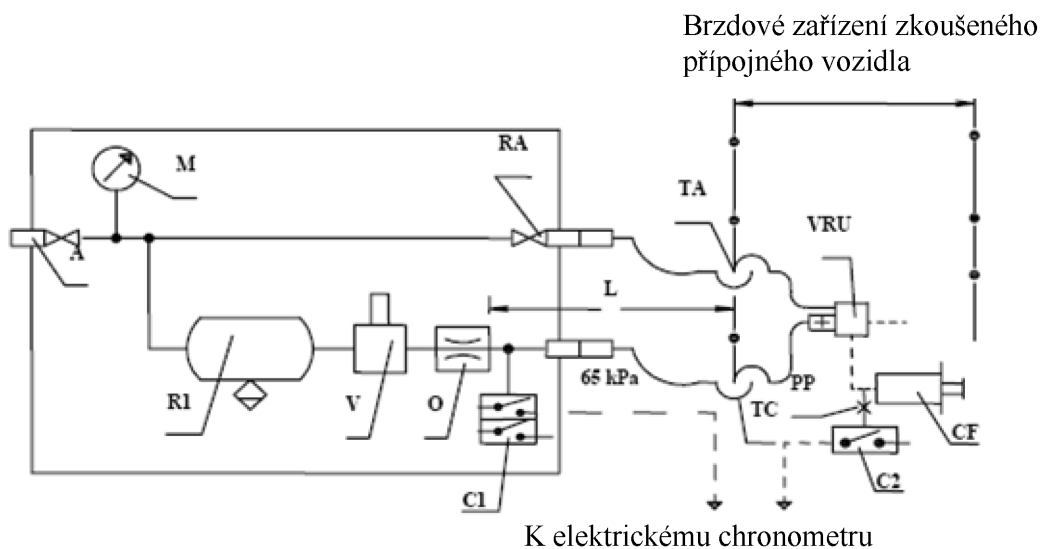 Brzdové zařízení zkoušeného
přípojného vozidla
M
RA
TA
VRU
A
L
65 kPa
PP
R1
V
O
TC
CF
C1
C2
K elektrickému chronometru